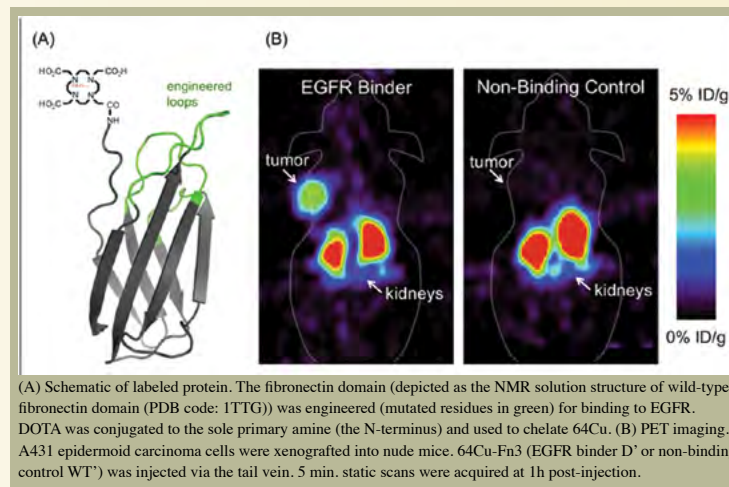 (A)
(B)
HO₂C
CO₂H
N
N
N
N
HO₂C
CO
NH
engineered
loops
EGFR Binder
Non-Binding Control
tumor
tumor
kidneys
kidneys
5% ID/g
0% ID/g
(A) Schematic of labeled protein. The fibronectin domain (depicted as the NMR solution structure of wild-type
fibronectin domain (PDB code: 1TTG)) was engineered (mutated residues in green) for binding to EGFR.
DOTA was conjugated to the sole primary amine (the N-terminus) and used to chelate 64Cu. (B) PET imaging.
A431 epidermoid carcinoma cells were xenografted into nude mice. 64Cu-Fn3 (EGFR binder D’ or non-bindin
control WT’) was injected via the tail vein. 5 min. static scans were acquired at 1h post-injection.